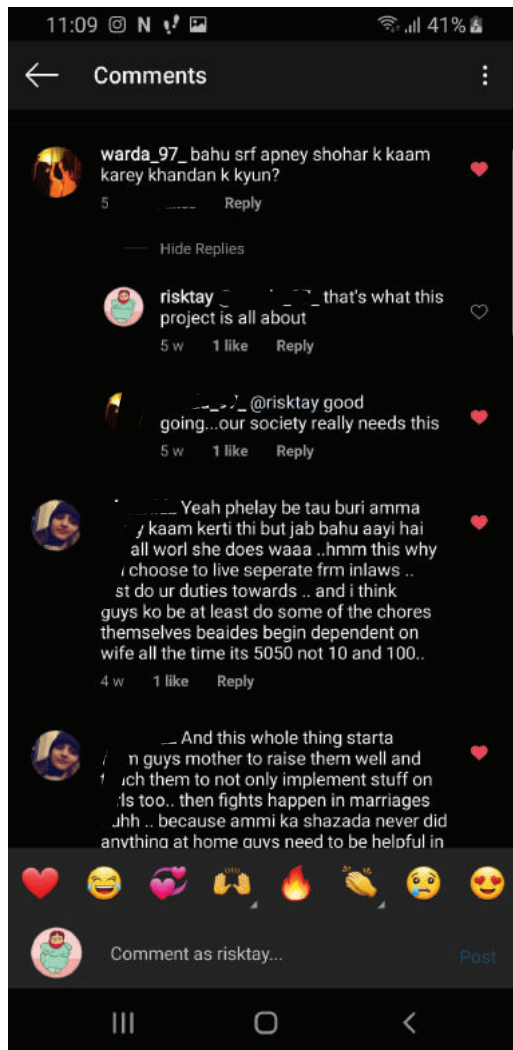 11:09 N 41%
Comments
warda_97_ bahu srf apney shohar k kaam
karey khandan k kyun?
5 Reply
Hide Replies
risktay that's what this
project is all about
5 w 1 like Reply
@risktay good
going...our society really needs this
5 w 1 like Reply
Yeah phelay be tau buri amma
kaam kerti thi but jab bahu aayi hai
all worl she does waaa ..hmm this why
choose to live seperate frm inlaws ..
do ur duties towards .. and i think
guys ko be at least do some of the chores
themselves beaides begin dependent on
wife all the time its 5050 not 10 and 100..
4 w 1 like Reply
And this whole thing starta
guys mother to raise them well and
them to not only implement stuff on
too.. then fights happen in marriages
.. because ammi ka shazada never did
anything at home guys need to be helpful in
Comment as risktay...
Post